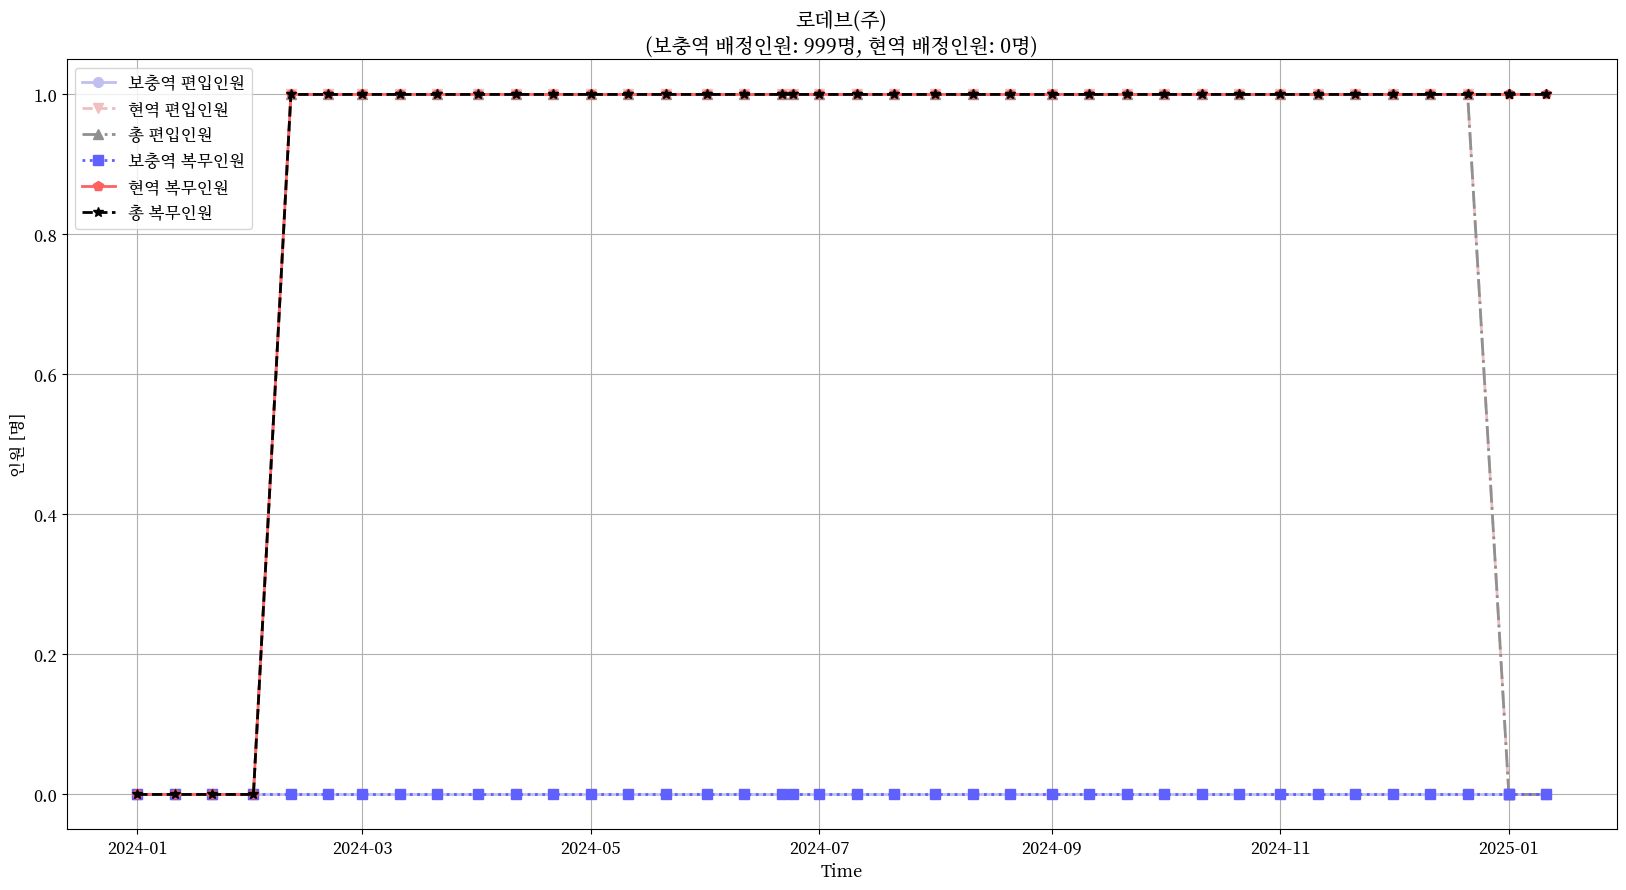 로데브(주)
(보충역 배정인원: 999명, 현역 배정인원: 0명)
보충역 편입인원
현역 편입인원
총 편입인원
보충역 복무인원
현역 복무인원
총 복무인원
인원 [명]
1.0
0.8
0.6
0.4
0.2
0.0
2024-01
2024-03
2024-05
2024-07
2024-09
2024-11
2025-01
Time